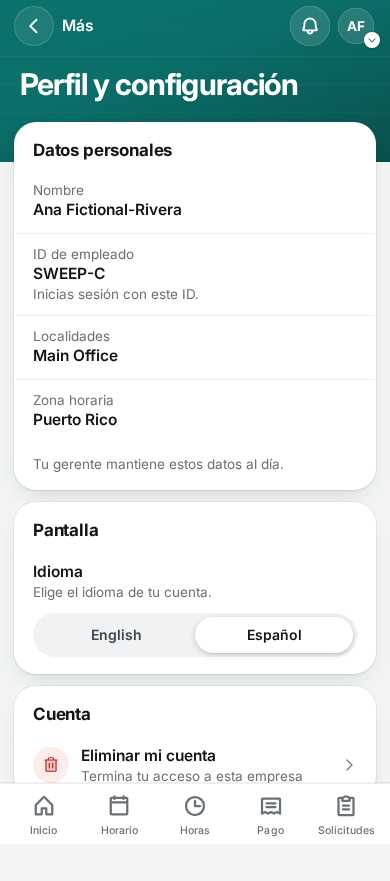 Más
AF
Perfil y configuración
Datos personales
Nombre
Ana Fictional-Rivera
ID de empleado
SWEEP-C
Inicias sesión con este ID.
Localidades
Main Office
Zona horaria
Puerto Rico
Tu gerente mantiene estos datos al día.
Pantalla
Idioma
Elige el idioma de tu cuenta.
English
Español
Cuenta
Eliminar mi cuenta
Termina tu acceso a esta empresa
Inicio
Horario
Horas
Pago
Solicitudes